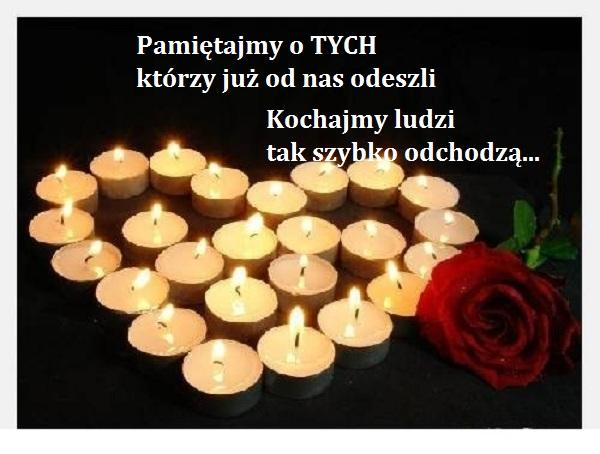 Pamiętajmy o TYCH
którzy już od nas odeszli
Kochajmy ludzi
tak szybko odchodzą...